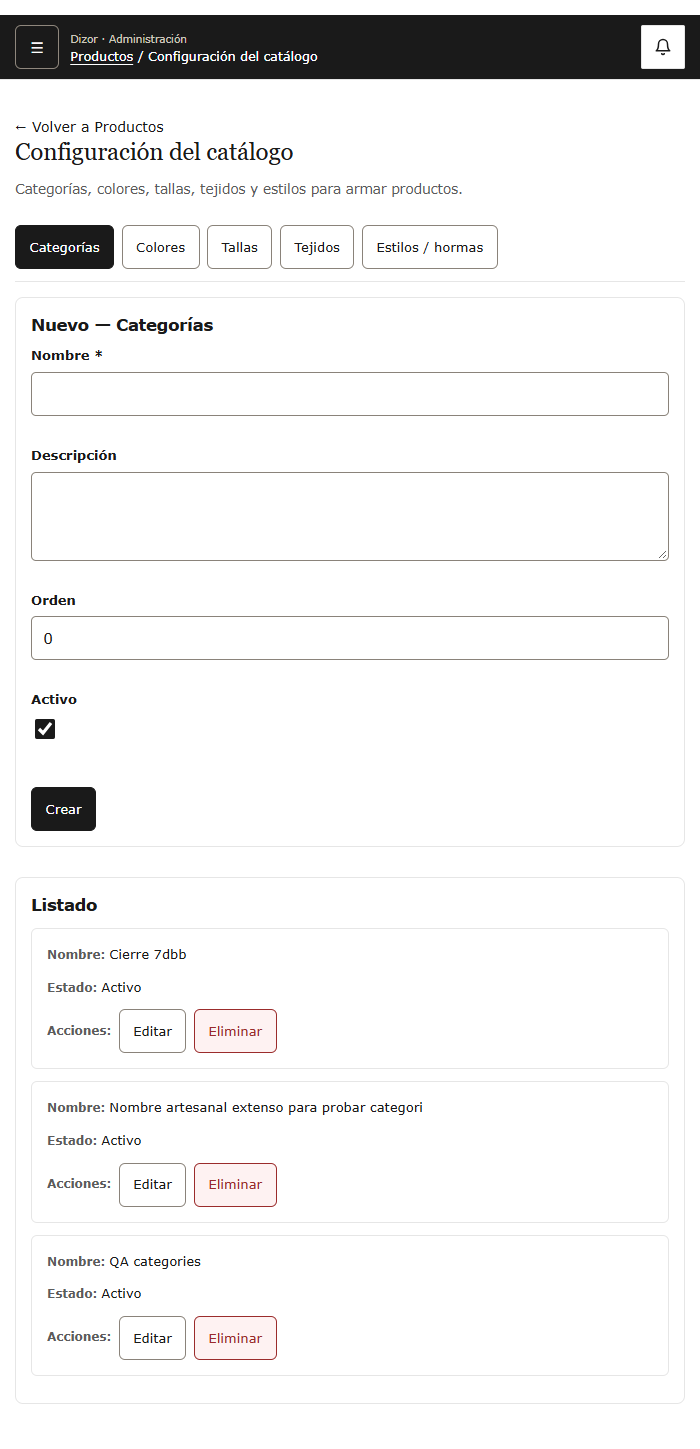 ☰
Dizor · Administración
Productos / Configuración del catálogo
← Volver a Productos
Configuración del catálogo
Categorías, colores, tallas, tejidos y estilos para armar productos.
Categorías Colores Tallas Tejidos Estilos / hormas
Nuevo — Categorías
Nombre *
Descripción
Orden
0
Activo
Crear
Listado
Nombre: Cierre 7dbb
Estado: Activo
Acciones: Editar Eliminar
Nombre: Nombre artesanal extenso para probar categori
Estado: Activo
Acciones: Editar Eliminar
Nombre: QA categories
Estado: Activo
Acciones: Editar Eliminar